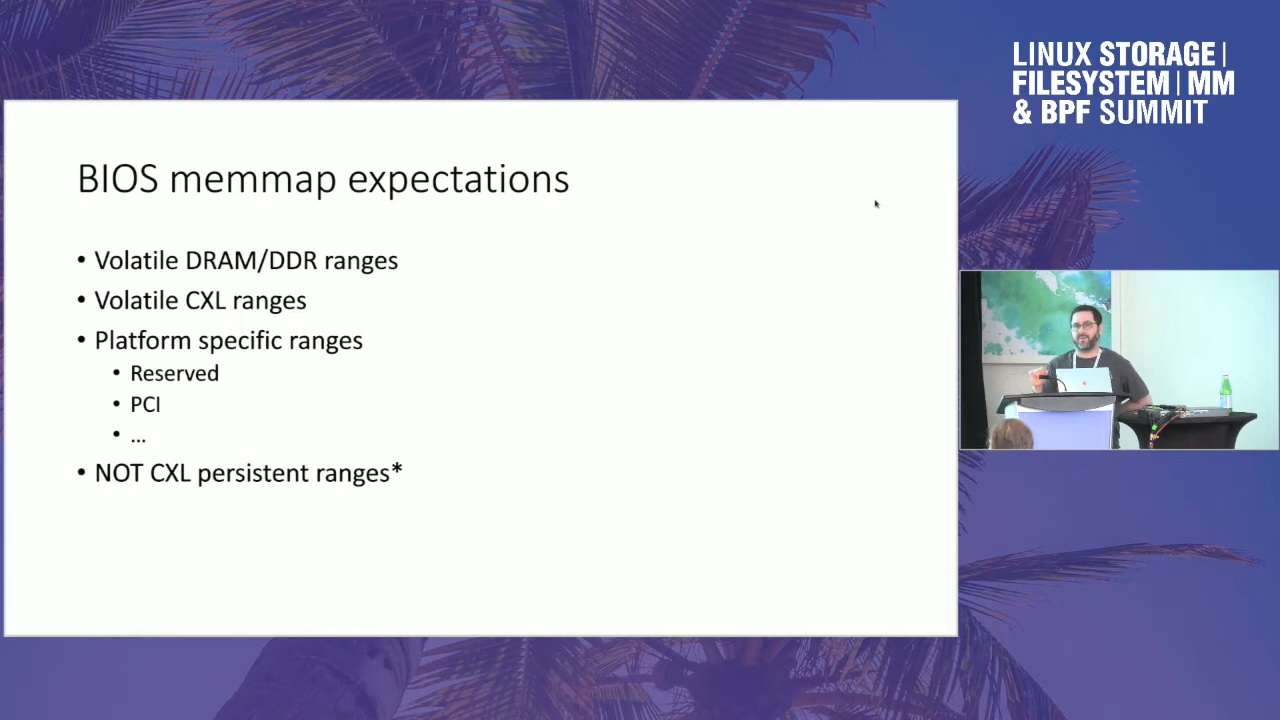 LINUX STORAGE |
FILESYSTEM | MM
& BPF SUMMIT
BIOS memmap expectations
• Volatile DRAM/DDR ranges
• Volatile CXL ranges
• Platform specific ranges
• Reserved
• PCI
• ...
• NOT CXL persistent ranges*